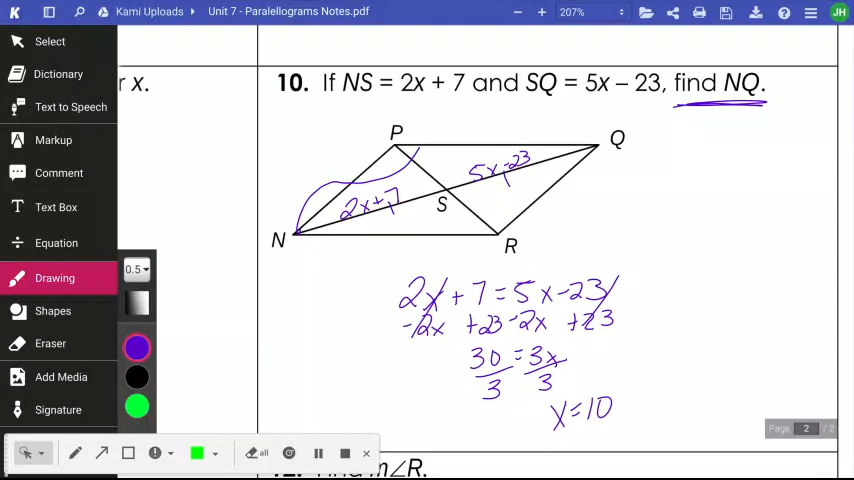 Kami Uploads
Unit 7 - Paralellograms Notes.pdf
207%
JH
Select
Dictionary
Text to Speech
Markup
Comment
Text Box
Equation
Drawing
Shapes
Eraser
Add Media
Signature
0.5
r x.
10. If NS = 2x + 7 and SQ = 5x – 23, find NQ.
P
Q
5x-23
2x+7
S
N
R
2x + 7 = 5x - 23
-2x +23 -2x +23
30 = 3x
3 3
x = 10
Page 2 / 2
all
m∠R.